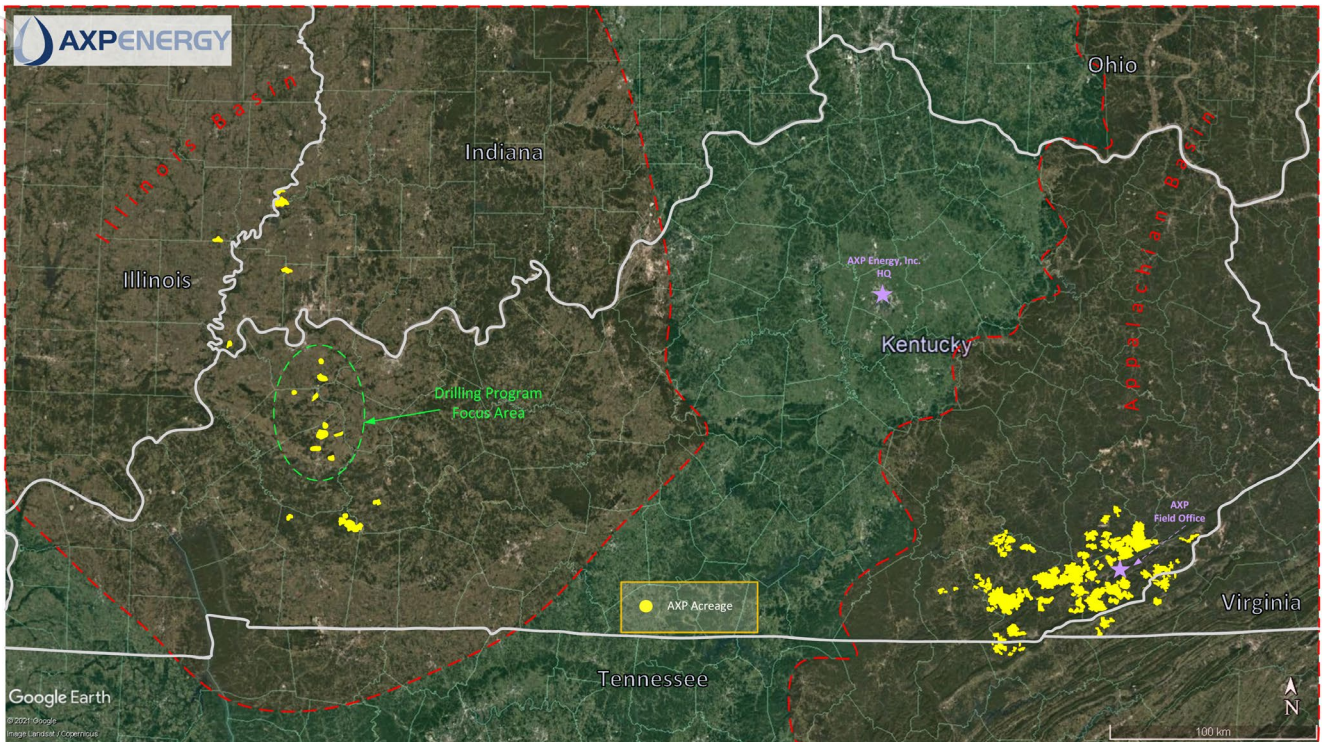 AXPENERGY
Ohio
Illinois Basin
Indiana
Appalachian Basin
AXP Energy, Inc.
HQ
Illinois
Kentucky
Drilling Program
Focus Area
AXP
Field Office
AXP Acreage
Virginia
Tennessee
Google Earth
N
© 2021 Google
Image Landsat / Copernicus
100 km